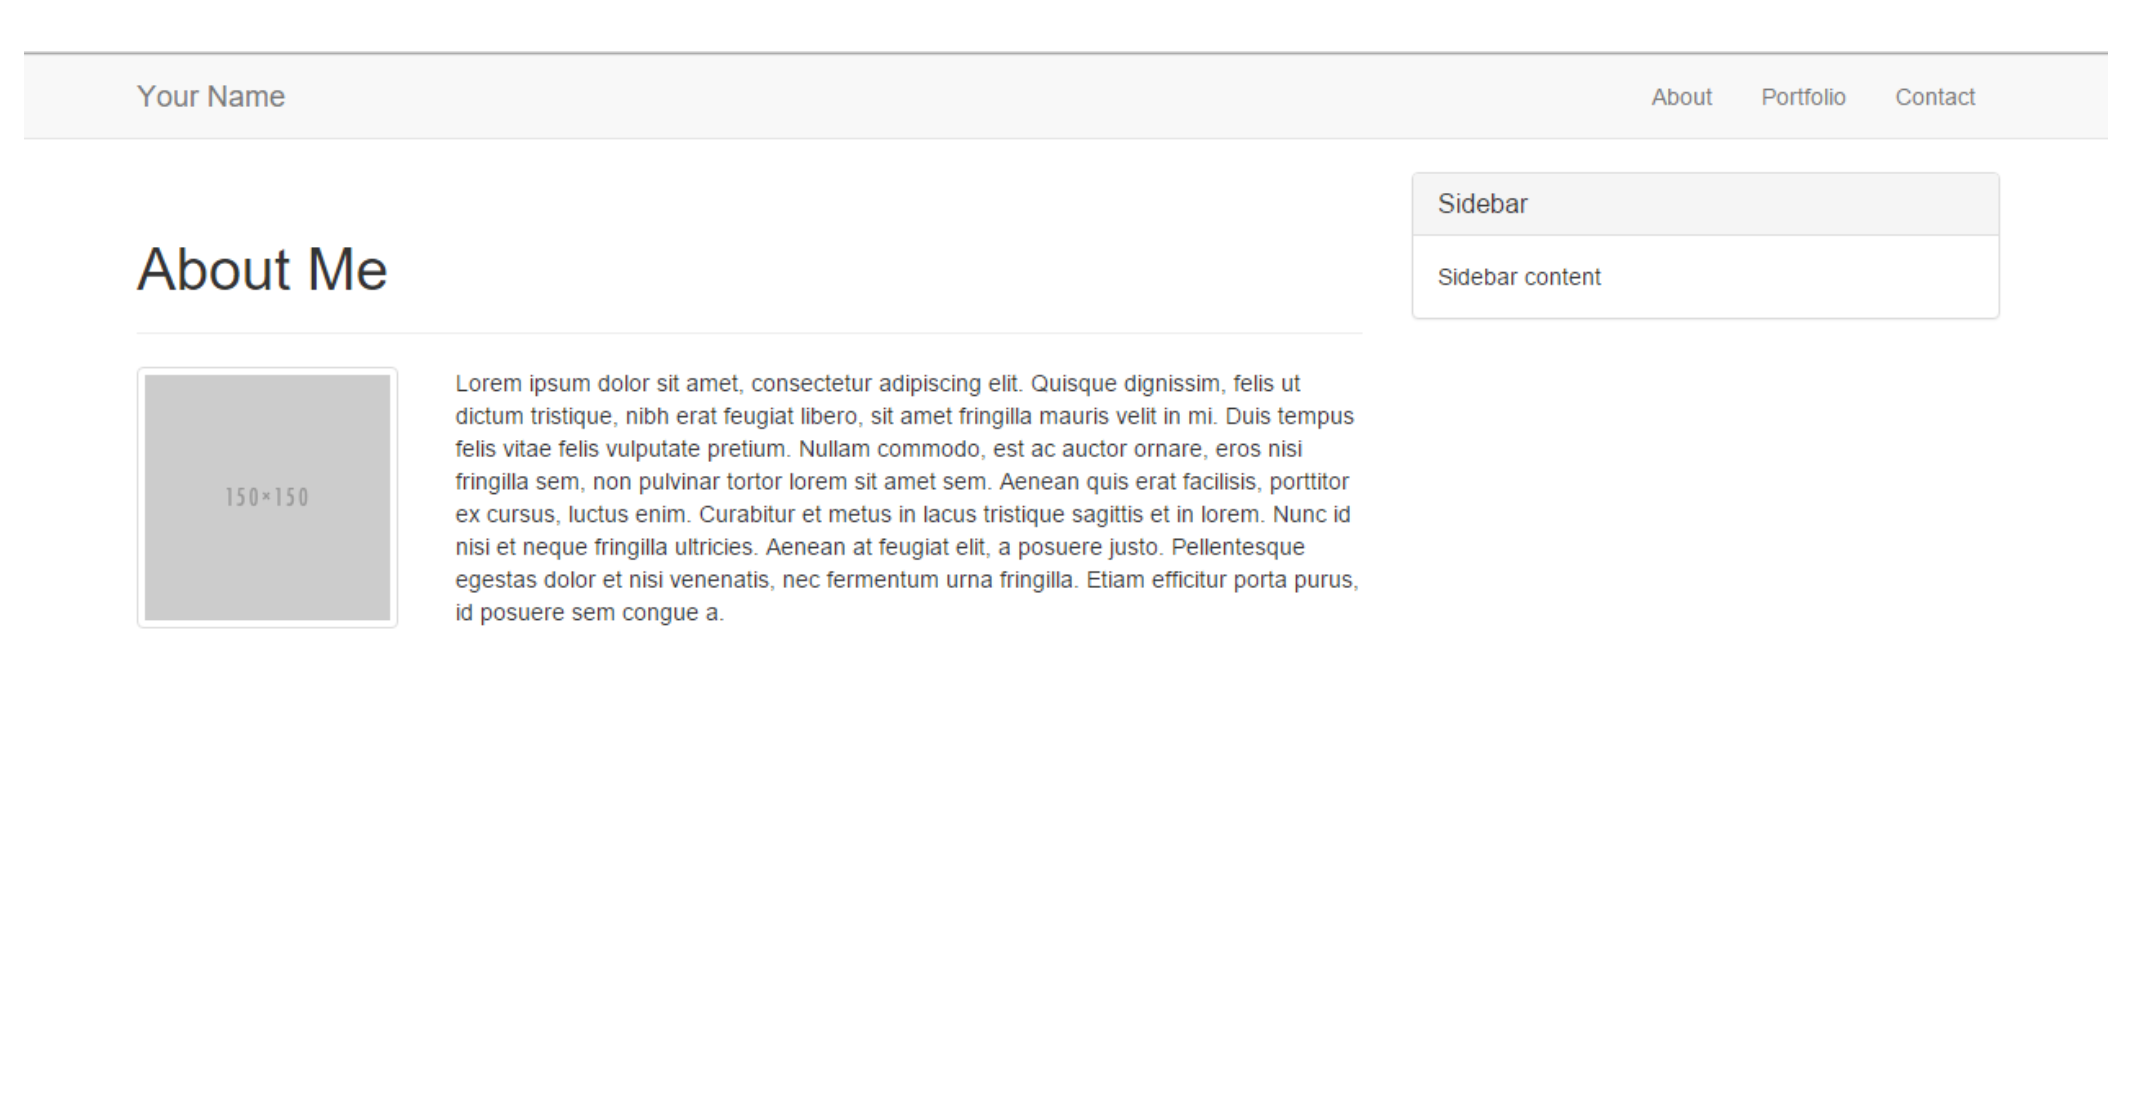 Your Name
About Portfolio Contact
About Me
150×150
Lorem ipsum dolor sit amet, consectetur adipiscing elit. Quisque dignissim, felis ut
dictum tristique, nibh erat feugiat libero, sit amet fringilla mauris velit in mi. Duis tempus
felis vitae felis vulputate pretium. Nullam commodo, est ac auctor ornare, eros nisi
fringilla sem, non pulvinar tortor lorem sit amet sem. Aenean quis erat facilisis, porttitor
ex cursus, luctus enim. Curabitur et metus in lacus tristique sagittis et in lorem. Nunc id
nisi et neque fringilla ultricies. Aenean at feugiat elit, a posuere justo. Pellentesque
egestas dolor et nisi venenatis, nec fermentum urna fringilla. Etiam efficitur porta purus,
id posuere sem congue a.
Sidebar
Sidebar content